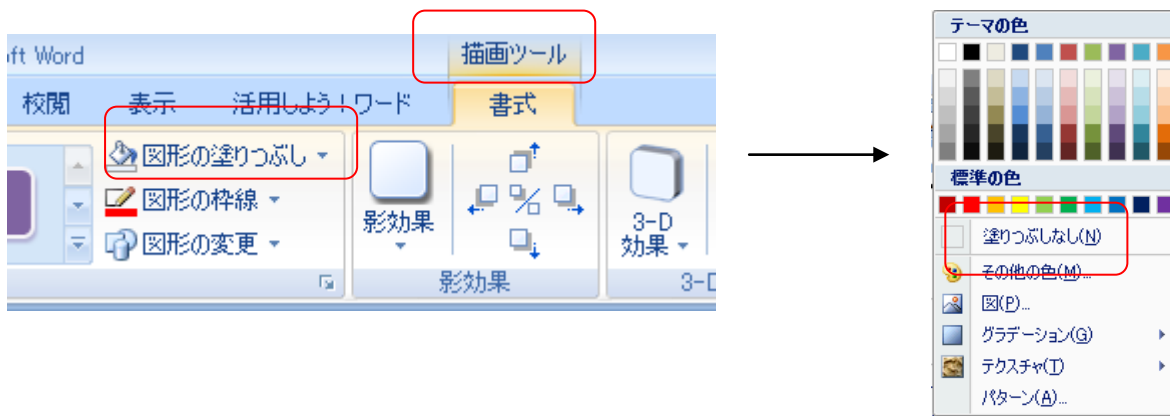 oft Word
描画ツール
校閲 表示 活用しよう!ワード 書式
図形の塗りつぶし
図形の枠線
図形の変更
影効果
3-D
効果
影効果
3-D
テーマの色
標準の色
塗りつぶしなし(N)
その他の色(M)...
図(P)...
グラデーション(G)
テクスチャ(T)
パターン(A)...